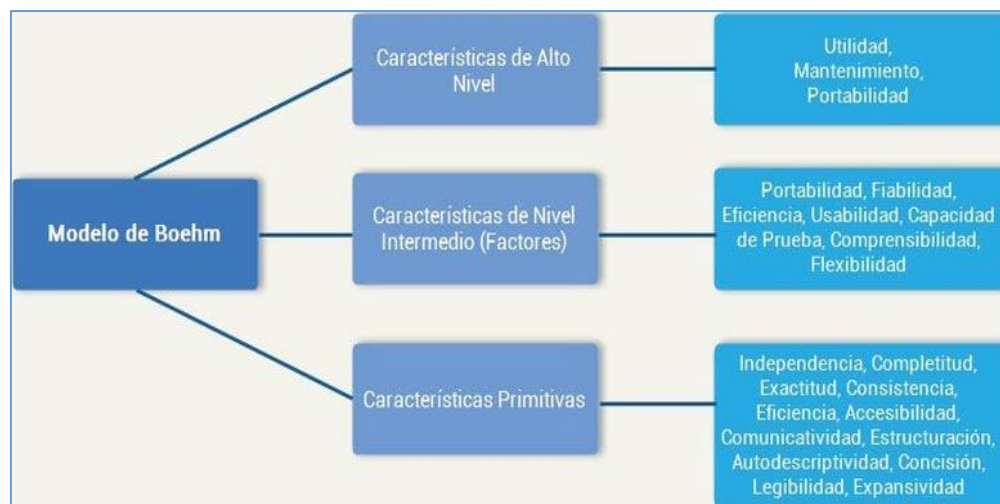 Modelo de Boehm
Características de Alto
Nivel
Utilidad,
Mantenimiento,
Portabilidad
Características de Nivel
Intermedio (Factores)
Portabilidad, Fiabilidad,
Eficiencia, Usabilidad, Capacidad
de Prueba, Comprensibilidad,
Flexibilidad
Características Primitivas
Independencia, Completitud,
Exactitud, Consistencia,
Eficiencia, Accesibilidad,
Comunicatividad, Estructuración,
Autodescriptividad, Concisión,
Legibilidad, Expansividad